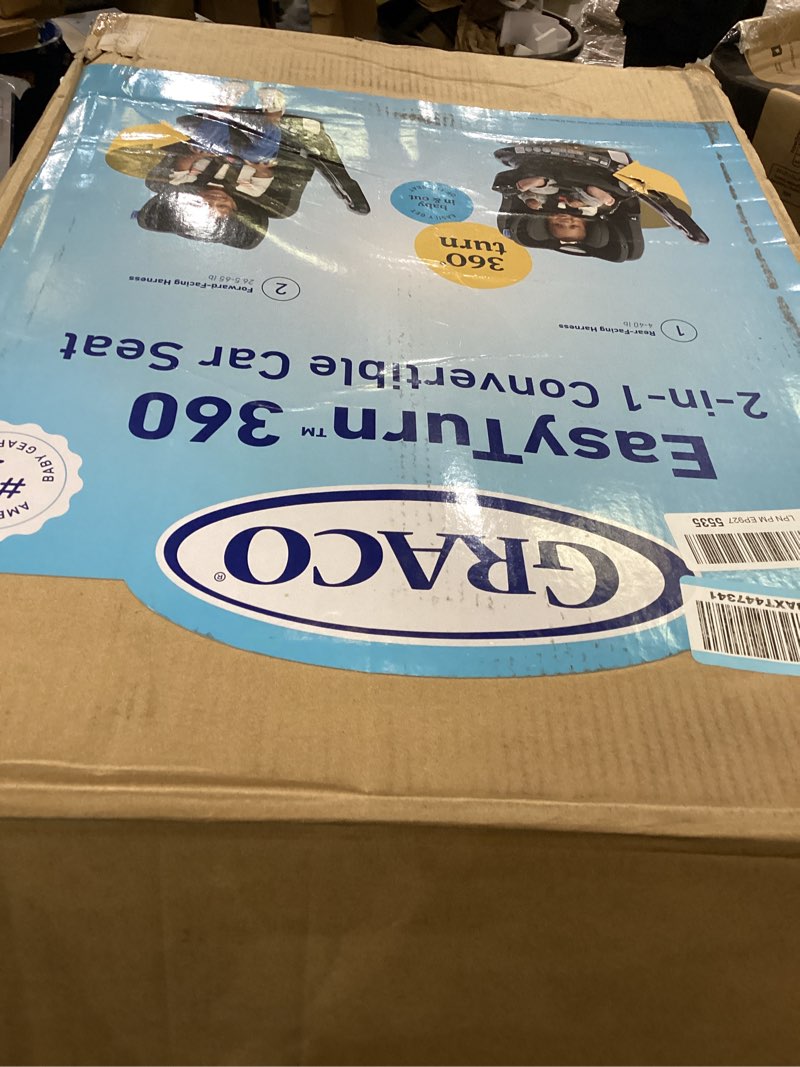 GRACO®
EasyTurn™ 360
2-in-1 Convertible Car Seat
1
Rear-Facing Harness
4-40 lb
2
Forward-Facing Harness
26.5-65 lb
360°
turn
baby
in & out
#
BABY GEAR
LPN PM EP927 5535
AXT447341